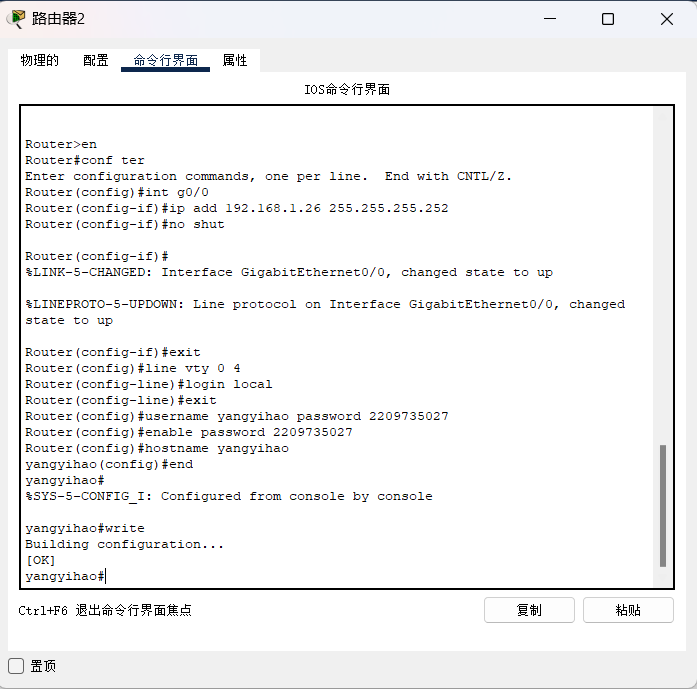 路由器2
物理的 配置 命令行界面 属性
IOS命令行界面
Router>en
Router#conf ter
Enter configuration commands, one per line.  End with CNTL/Z.
Router(config)#int g0/0
Router(config-if)#ip add 192.168.1.26 255.255.255.252
Router(config-if)#no shut
Router(config-if)#
%LINK-5-CHANGED: Interface GigabitEthernet0/0, changed state to up
%LINEPROTO-5-UPDOWN: Line protocol on Interface GigabitEthernet0/0, changed
state to up
Router(config-if)#exit
Router(config)#line vty 0 4
Router(config-line)#login local
Router(config-line)#exit
Router(config)#username yangyihao password 2209735027
Router(config)#enable password 2209735027
Router(config)#hostname yangyihao
yangyihao(config)#end
yangyihao#
%SYS-5-CONFIG_I: Configured from console by console
yangyihao#write
Building configuration...
[OK]
yangyihao#
Ctrl+F6 退出命令行界面焦点 复制 粘贴
置顶